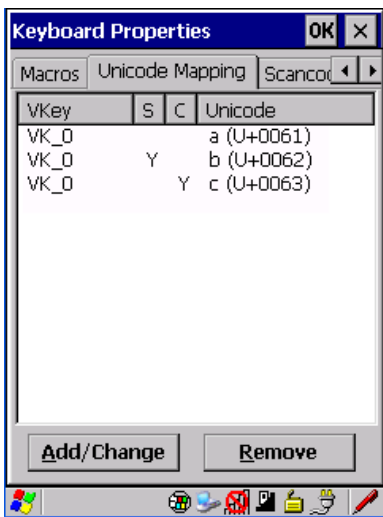 Keyboard Properties OK
Macros Unicode Mapping Scancod
VKey S C Unicode
VK_0 a (U+0061)
VK_0 Y b (U+0062)
VK_0 Y c (U+0063)
Add/Change Remove